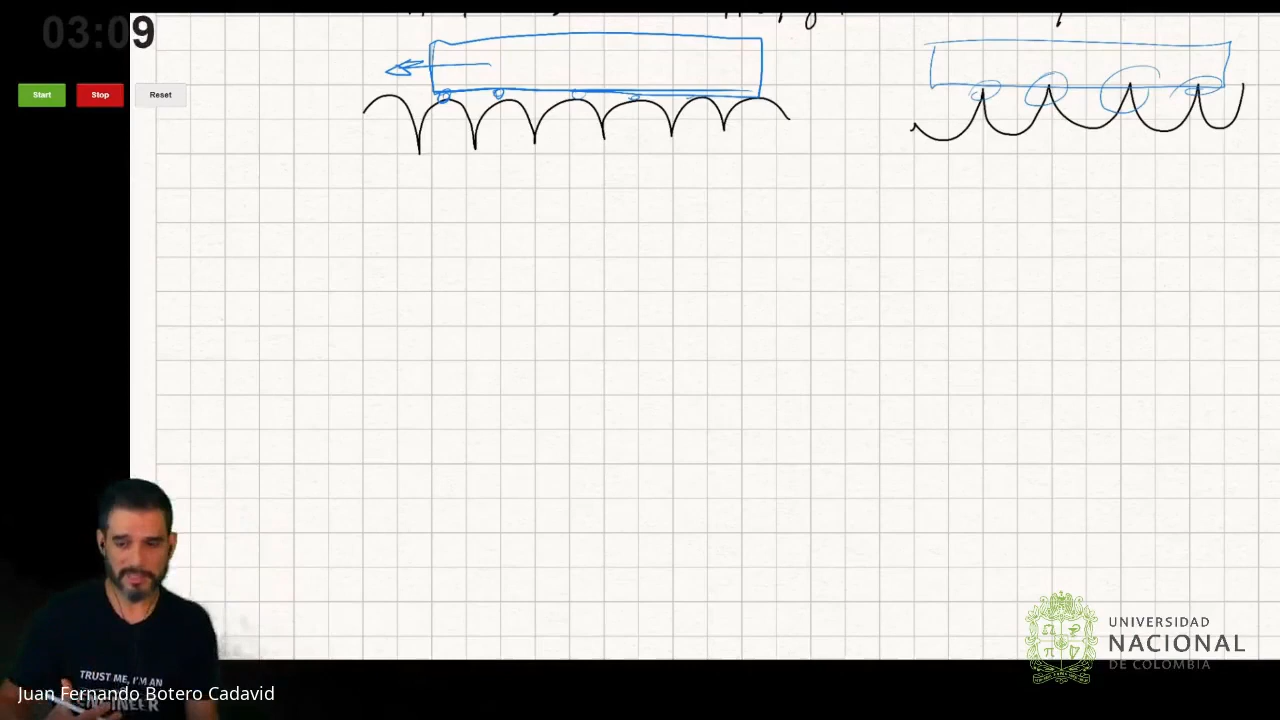 03:09
Start Stop Reset
UNIVERSIDAD
NACIONAL
DE COLOMBIA
TRUST ME, I'M AN
Juan Fernando Botero Cadavid